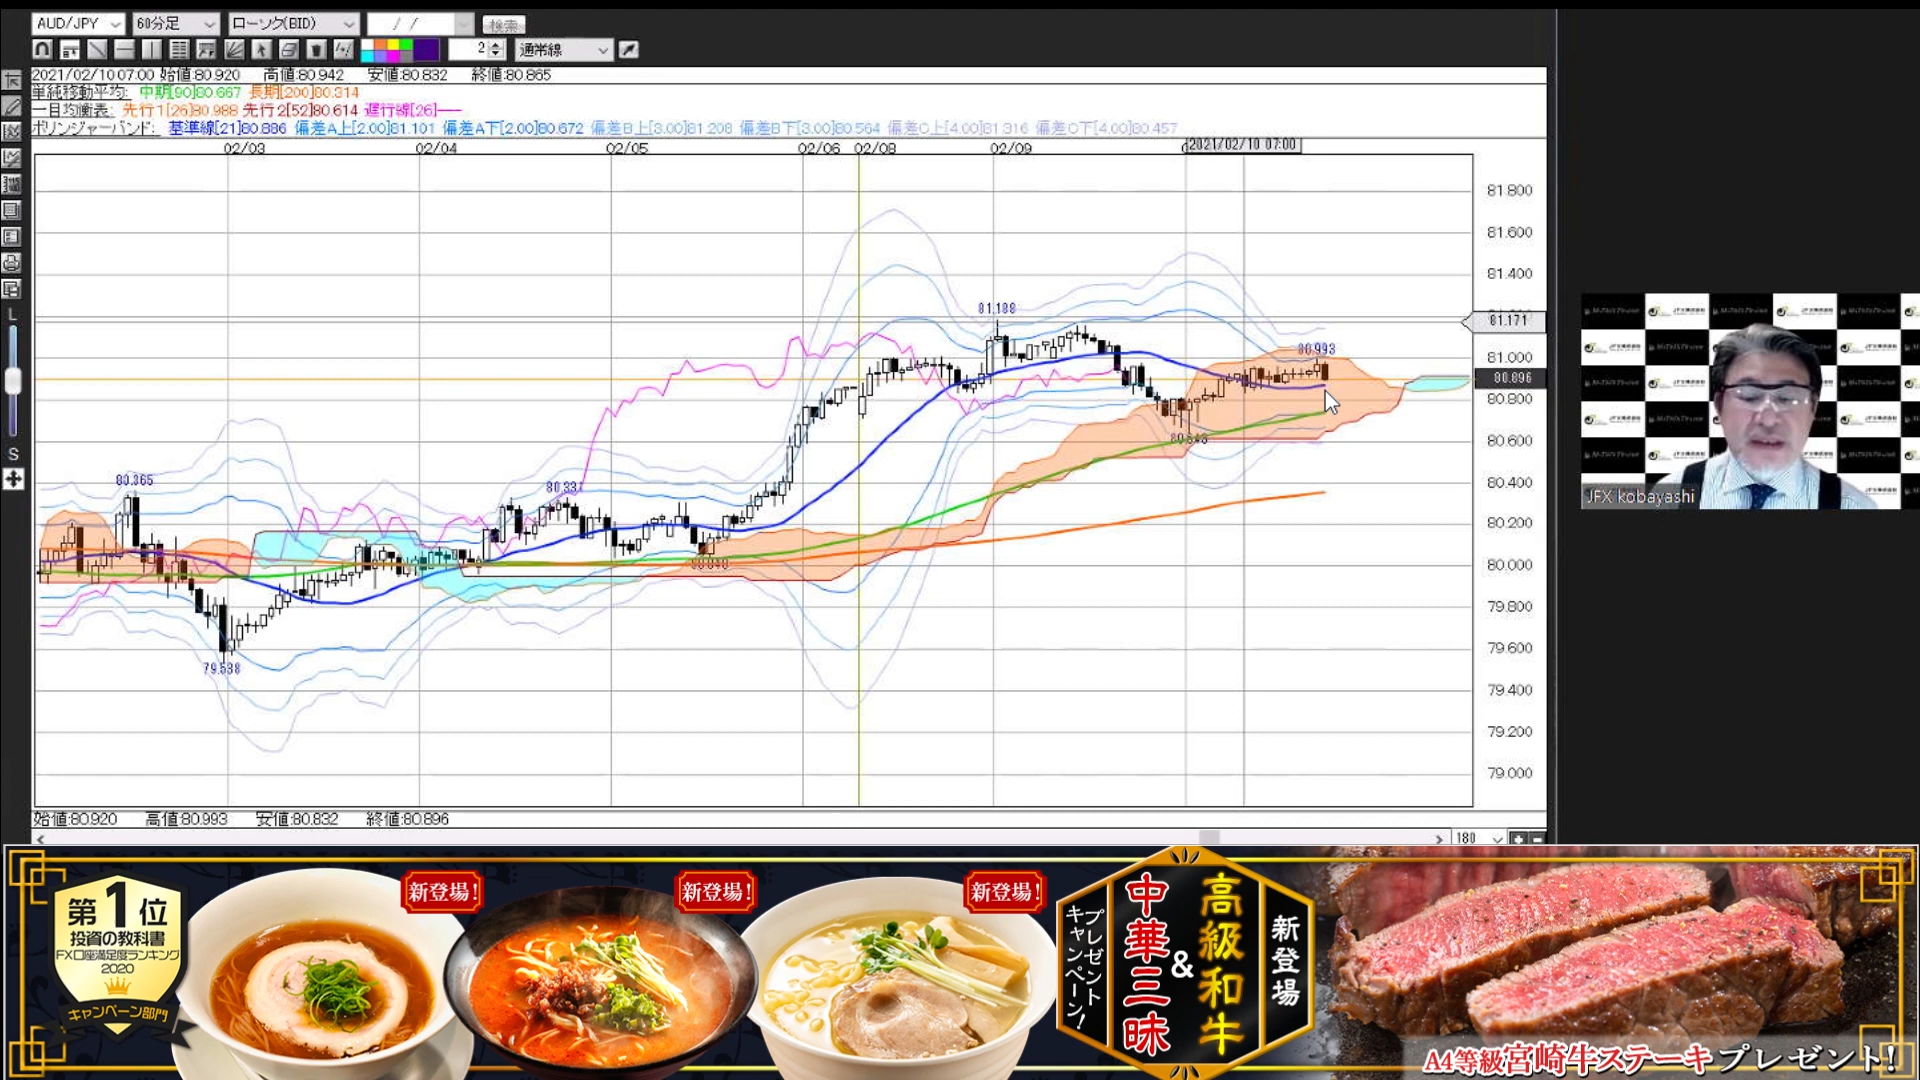 AUD/JPY 60分足 ローソク(BID) / / 検索
2 通常線
2021/02/10 07:00 始値:80.920 高値:80.942 安値:80.832 終値:80.865
単純移動平均: 中期[90]80.667 長期[200]80.314
一目均衡表: 先行1[26]80.988 先行2[52]80.614 遅行線[26]----
ボリンジャーバンド: 基準線[21]80.886 偏差A上[2.00]81.101 偏差A下[2.00]80.672 偏差B上[3.00]81.208 偏差B下[3.00]80.564 偏差C上[4.00]81.316 偏差C下[4.00]80.457
02/03 02/04 02/05 02/06 02/08 02/09 2021/02/10 07:00
81.800
81.600
81.400
81.188
81.171
80.993
81.000
80.896
80.800
80.600
80.365
80.400
80.200
80.000
79.800
79.600
79.538
79.400
79.200
79.000
L
S
始値:80.920 高値:80.993 安値:80.896 終値:80.896
180
JFX kobayashi
第1位
投資の教科書
FX口座満足度ランキング
2020
キャンペーン部門
新登場!
新登場!
新登場!
プレゼント
キャンペーン!
中華三昧
&
高級和牛
新登場
A4等級宮崎牛ステーキプレゼント!